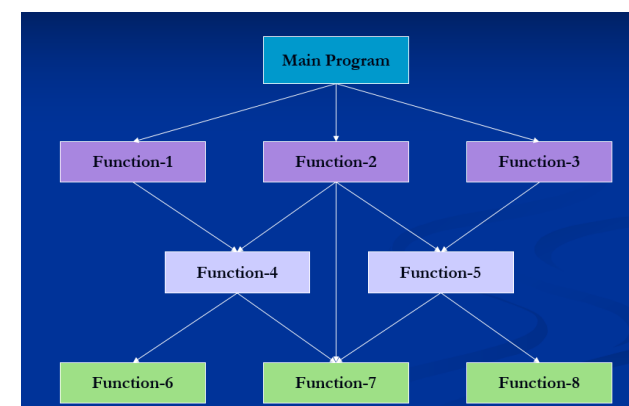 Main Program
Function-1
Function-2
Function-3
Function-4
Function-5
Function-6
Function-7
Function-8